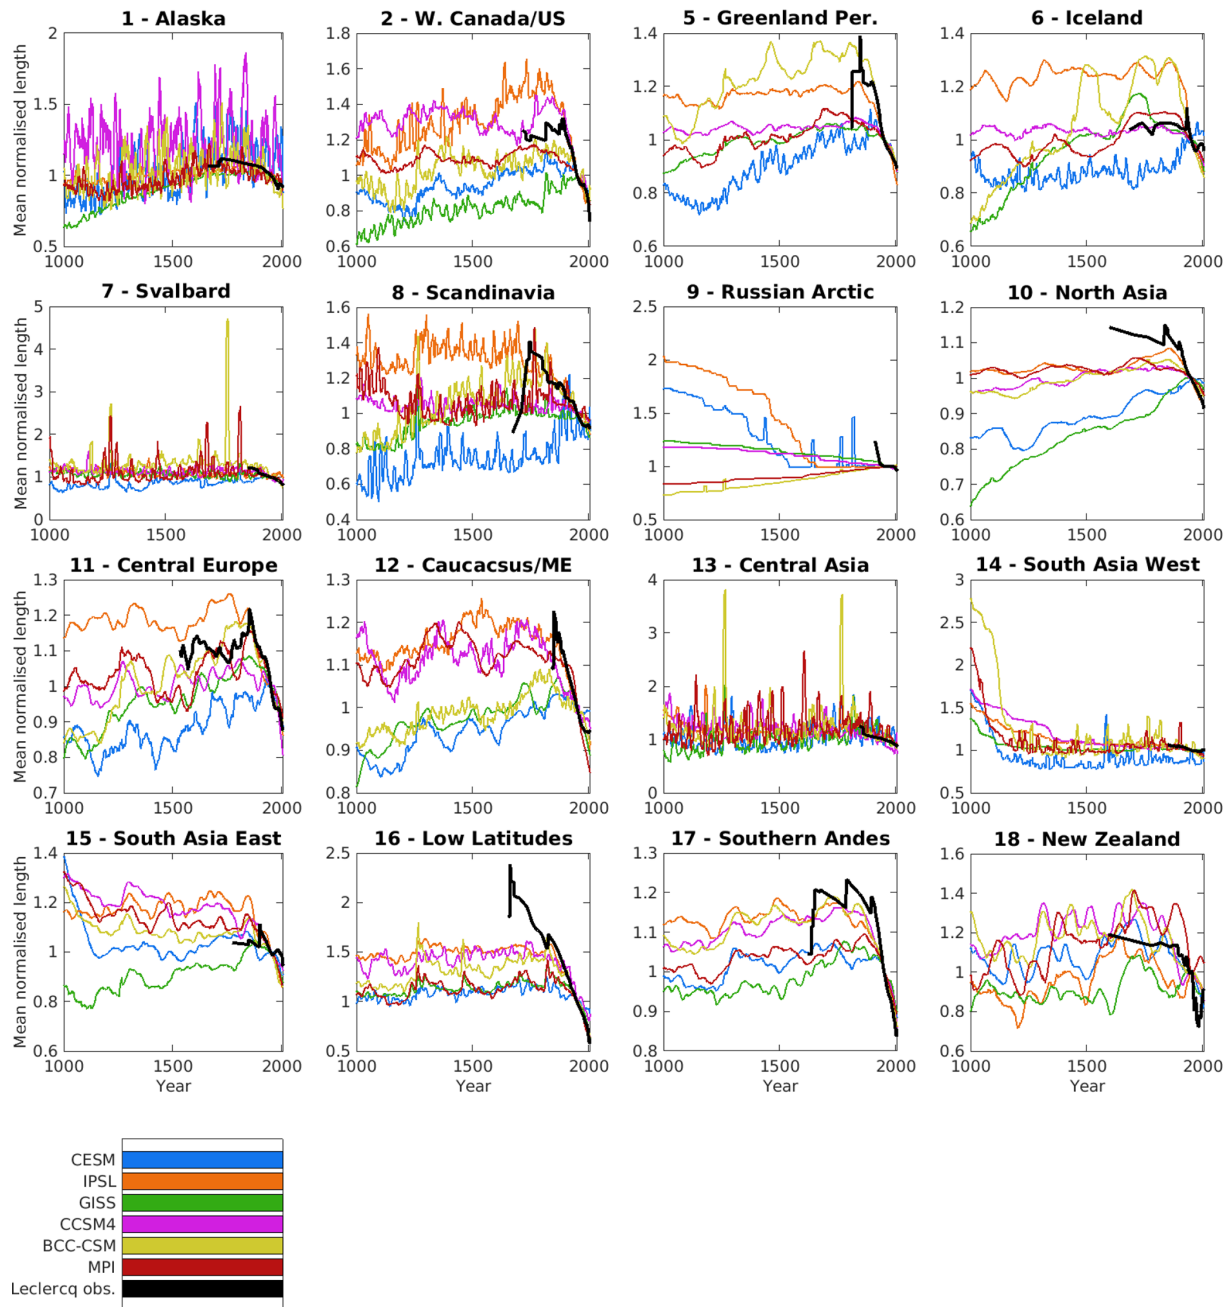 1 - Alaska
2 - W. Canada/US
5 - Greenland Per.
6 - Iceland
Mean normalised length
2
1.5
1
0.5
1000 1500 2000
1.8
1.6
1.4
1.2
1.0
0.8
0.6
1000 1500 2000
1.4
1.2
1
0.8
0.6
1000 1500 2000
1.4
1.2
1
0.8
0.6
1000 1500 2000
7 - Svalbard
8 - Scandinavia
9 - Russian Arctic
10 - North Asia
Mean normalised length
5
4
3
2
1
0
1000 1500 2000
1.6
1.4
1.2
1
0.8
0.6
0.4
1000 1500 2000
2.5
2.0
1.5
1
0.5
1000 1500 2000
1.2
1.1
1
0.9
0.8
0.7
0.6
1000 1500 2000
11 - Central Europe
12 - Caucacsus/ME
13 - Central Asia
14 - South Asia West
Mean normalised length
1.3
1.2
1.1
1.0
0.9
0.8
0.7
1000 1500 2000
1.3
1.2
1.1
1
0.9
0.8
1000 1500 2000
4
3
2
1
0
1000 1500 2000
3
2.5
2
1.5
1
0.5
1000 1500 2000
15 - South Asia East
16 - Low Latitudes
17 - Southern Andes
18 - New Zealand
Mean normalised length
1.4
1.2
1
0.8
0.6
1000 1500 2000
Year
2.5
2
1.5
1
0.5
1000 1500 2000
Year
1.3
1.2
1.1
1
0.9
0.8
1000 1500 2000
Year
1.6
1.4
1.2
1
0.8
0.6
1000 1500 2000
Year
CESM
IPSL
GISS
CCSM4
BCC-CSM
MPI
Leclercq obs.